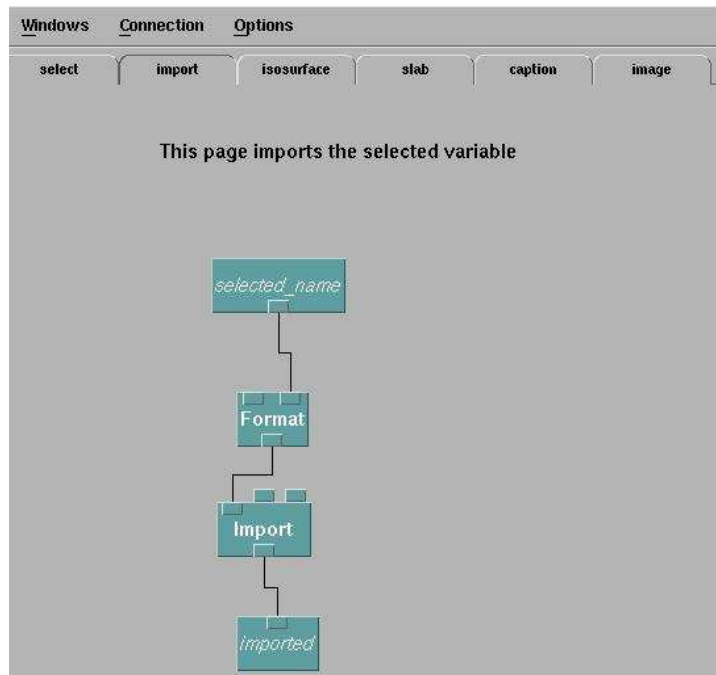 Windows Connection Options
select import isosurface slab caption image
This page imports the selected variable
selected_name
Format
Import
imported